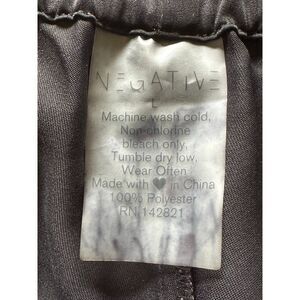 NEGATIVE
L
Machine wash cold,
Non-chlorine
bleach only,
Tumble dry low,
Wear Often
Made with ♥ in China
100% Polyester
RN 142821